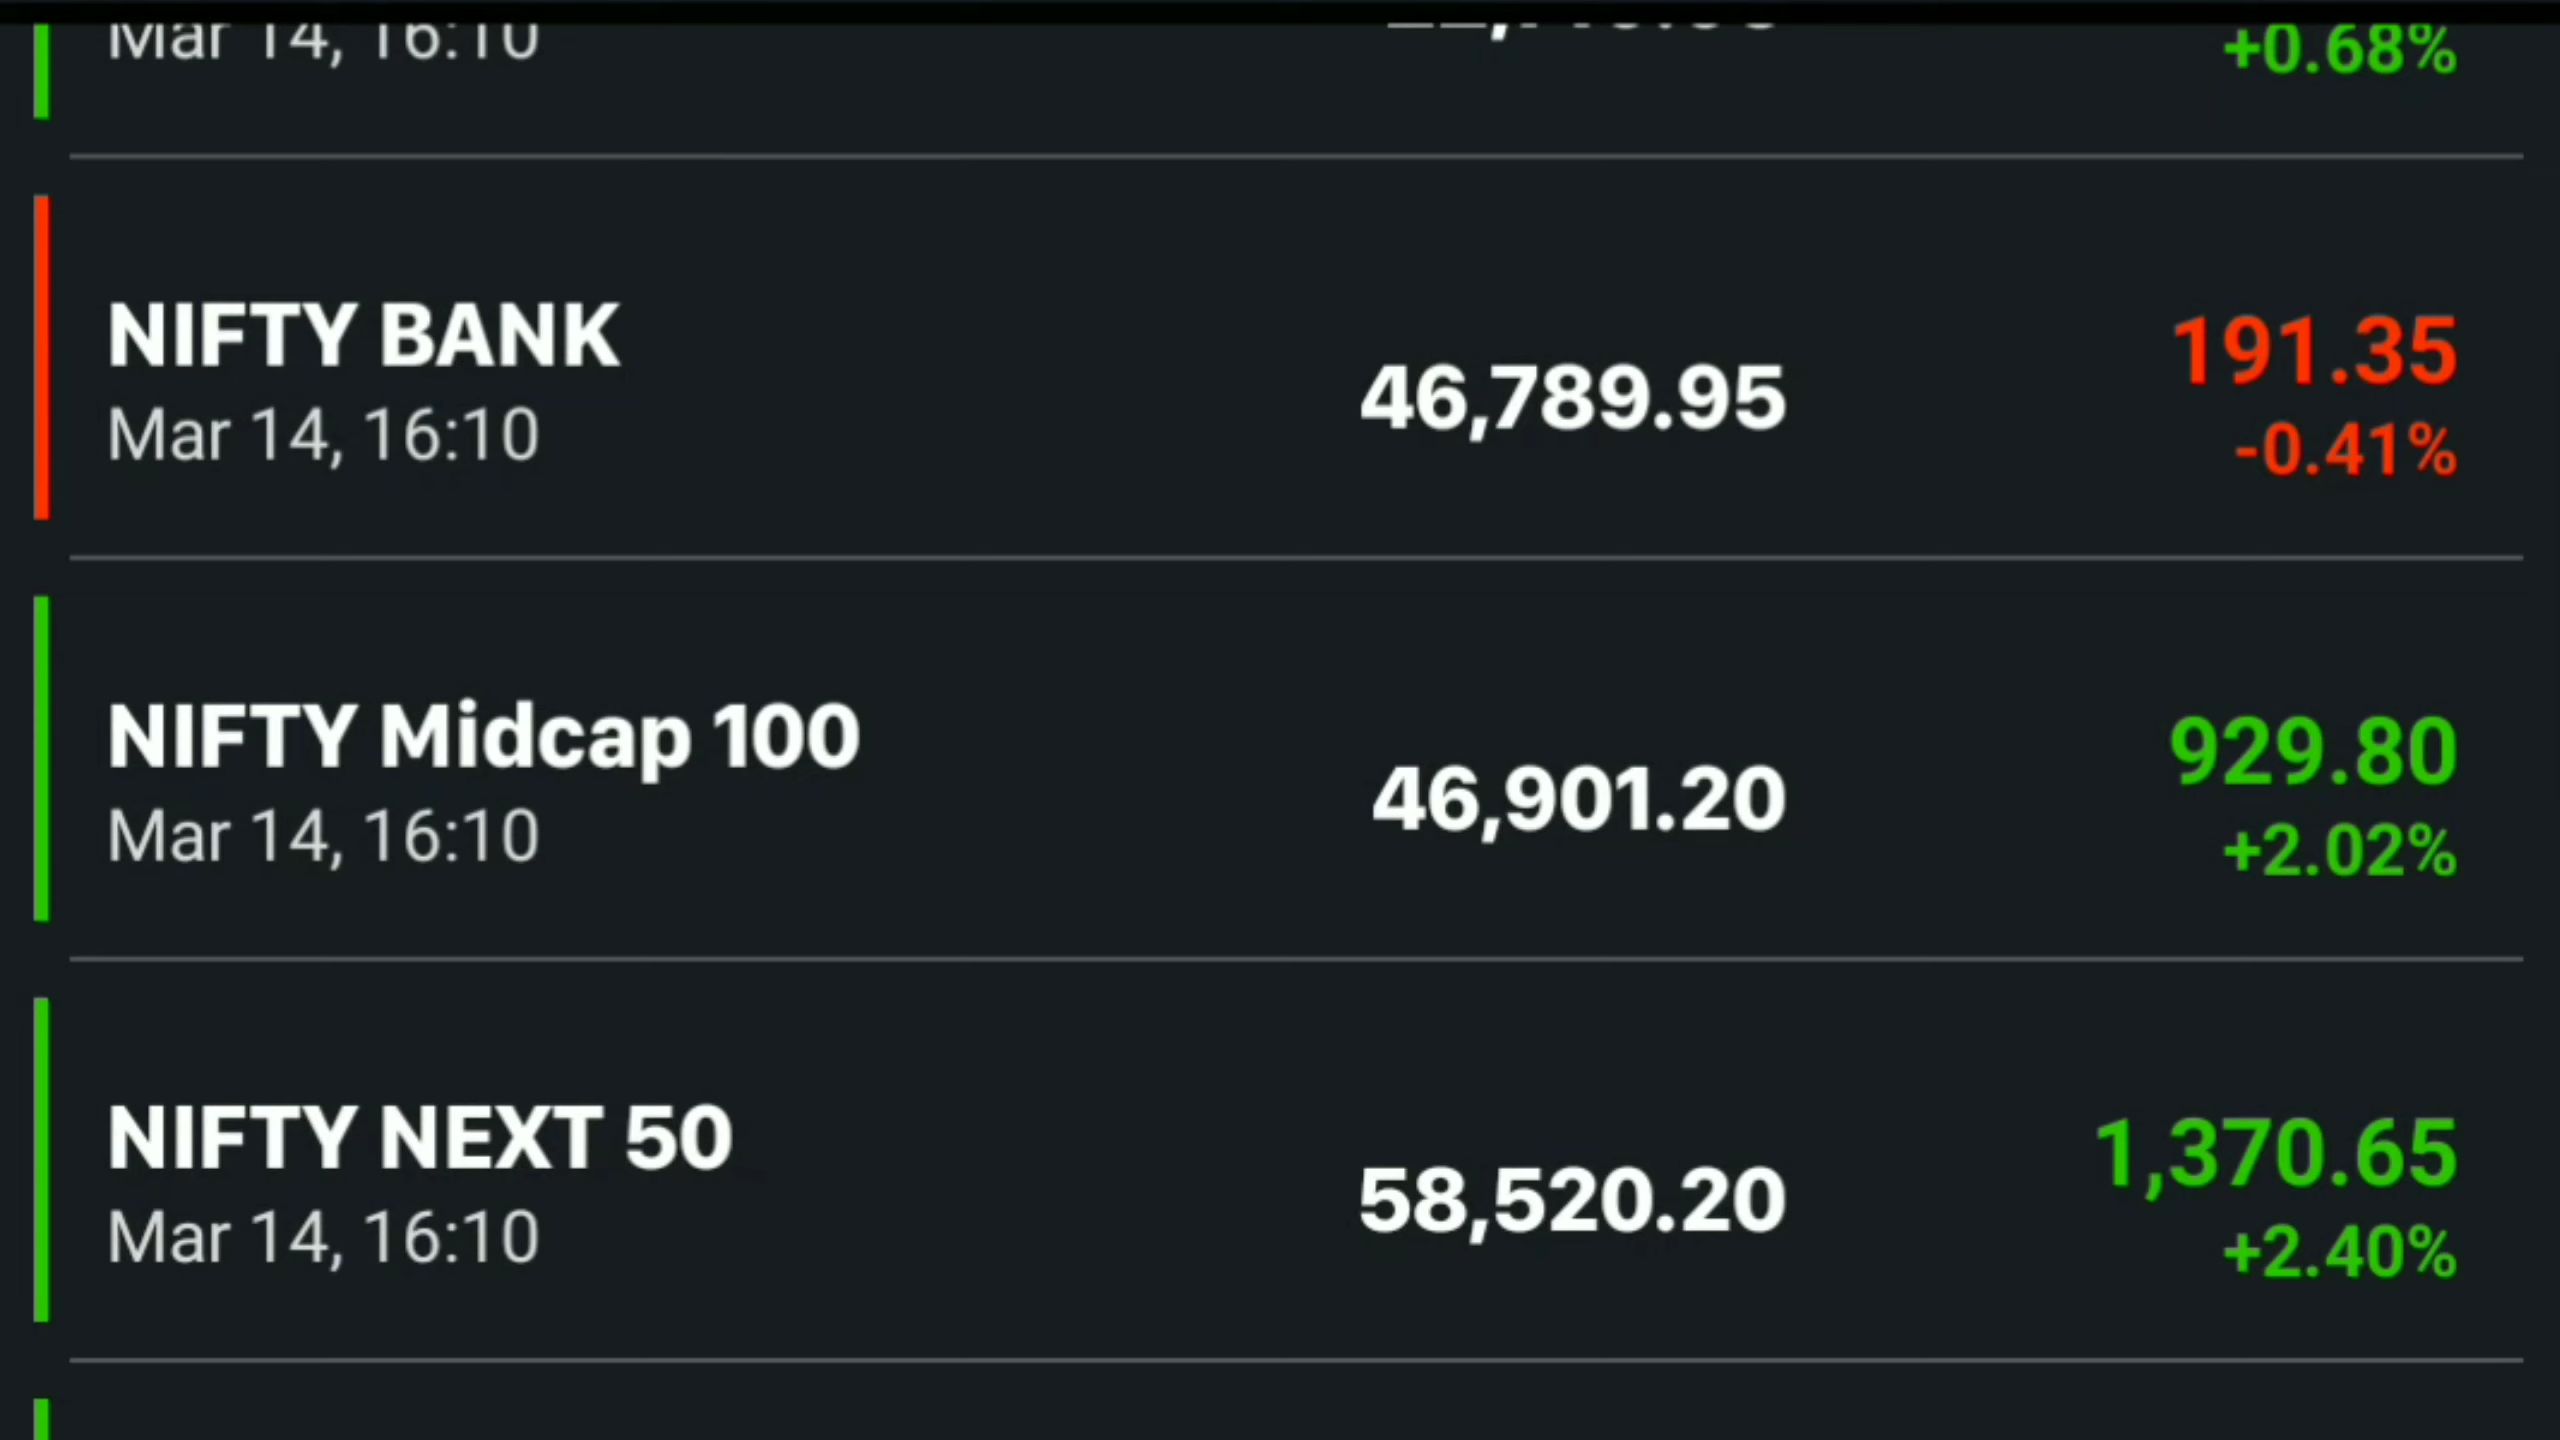 Mar 14, 16:10
+0.68%
NIFTY BANK
Mar 14, 16:10
46,789.95
191.35
-0.41%
NIFTY Midcap 100
Mar 14, 16:10
46,901.20
929.80
+2.02%
NIFTY NEXT 50
Mar 14, 16:10
58,520.20
1,370.65
+2.40%